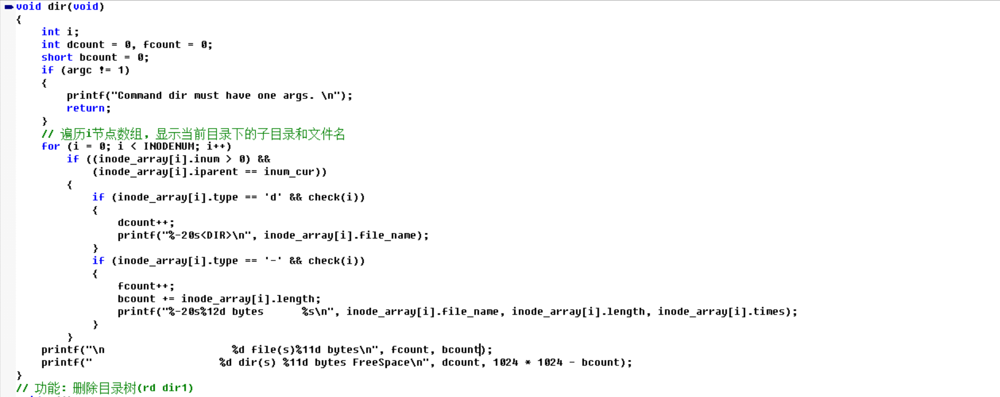 void dir(void)
{
    int i;
    int dcount = 0, fcount = 0;
    short bcount = 0;
    if (argc != 1)
    {
        printf("Command dir must have one args. \n");
        return;
    }
    // 遍历i节点数组，显示当前目录下的子目录和文件名
    for (i = 0; i < INODENUM; i++)
        if ((inode_array[i].inum > 0) &&
            (inode_array[i].iparent == inum_cur))
        {
            if (inode_array[i].type == 'd' && check(i))
            {
                dcount++;
                printf("%-20s<DIR>\n", inode_array[i].file_name);
            }
            if (inode_array[i].type == '-' && check(i))
            {
                fcount++;
                bcount += inode_array[i].length;
                printf("%-20s%12d bytes      %s\n", inode_array[i].file_name, inode_array[i].length, inode_array[i].times);
            }
        }
    printf("\n                    %d file(s)%11d bytes\n", fcount, bcount);
    printf("                    %d dir(s) %11d bytes FreeSpace\n", dcount, 1024 * 1024 - bcount);
}
// 功能: 删除目录树(rd dir1)